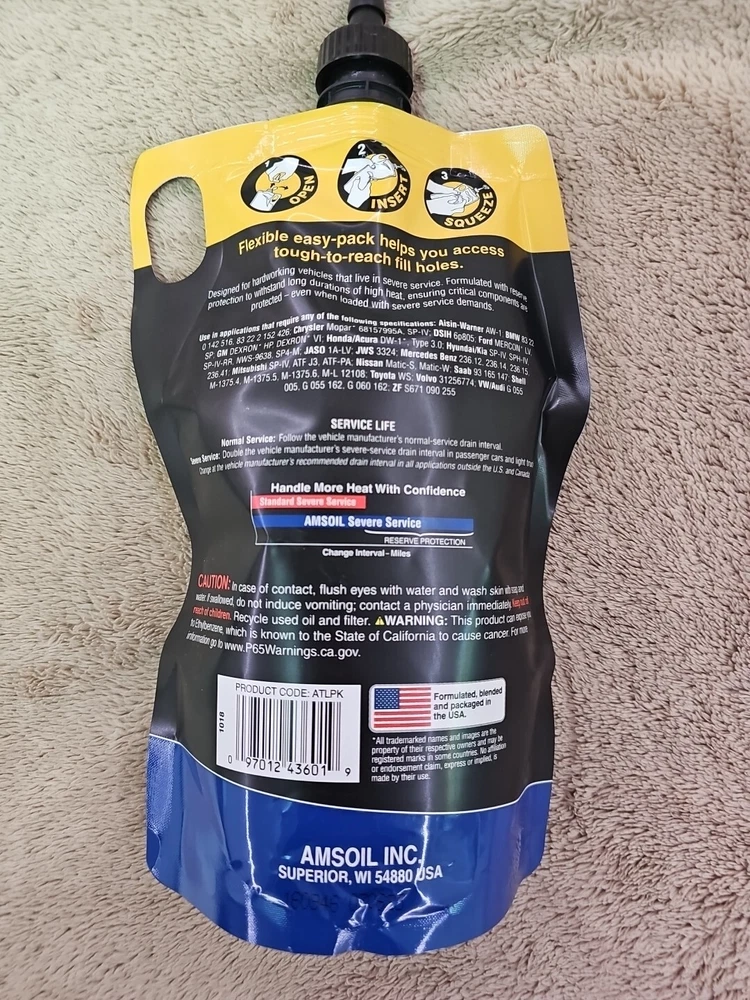 1
OPEN
2
INSERT
3
SQUEEZE
Flexible easy-pack helps you access
tough-to-reach fill holes.
Designed for hardworking vehicles that live in severe service. Formulated with reserve
protection to withstand long durations of high heat, ensuring critical components are
protected – even when loaded with severe service demands.
Use in applications that require any of the following specifications: Aisin-Warner AW-1; BMW 83 22
0 142 516, 83 22 2 152 426; Chrysler Mopar* 68157995A, SP-IV; DSIH 6p805; Ford MERCON* LV,
SP; GM DEXRON* HP, DEXRON* VI; Honda/Acura DW-1*, Type 3.0; Hyundai/Kia SP-IV, SPH-IV,
SP-IV-RR, NWS-9638, SP4-M; JASO 1A-LV; JWS 3324; Mercedes Benz 236.12, 236.14, 236.15,
236.41; Mitsubishi SP-IV, ATF J3, ATF-PA; Nissan Matic-S, Matic-W; Saab 93 165 147; Shell
M-1375.4, M-1375.5, M-1375.6, M-L 12108; Toyota WS; Volvo 31256774; VW/Audi G 055
005, G 055 162, G 060 162; ZF S671 090 255
SERVICE LIFE
Normal Service: Follow the vehicle manufacturer's normal-service drain interval.
Severe Service: Double the vehicle manufacturer's severe-service drain interval in passenger cars and light
Change at the vehicle manufacturer's recommended drain interval in all applications outside the U.S. and Canada
Handle More Heat With Confidence
Standard Severe Service
AMSOIL Severe Service
RESERVE PROTECTION
Change Interval - Miles
CAUTION: In case of contact, flush eyes with water and wash skin with soap and
water. If swallowed, do not induce vomiting; contact a physician immediately. Keep out of
reach of children. Recycle used oil and filter. ⚠WARNING: This product can expose you
to Ethylbenzene, which is known to the State of California to cause cancer. For more
information go to www.P65Warnings.ca.gov.
PRODUCT CODE: ATLPK
1018
0 97012 43601 9
Formulated, blended
and packaged in
the USA.
*All trademarked names and images are the
property of their respective owners and may be
registered marks in some countries. No affiliation
or endorsement claim, express or implied, is
made by their use.
AMSOIL INC.
SUPERIOR, WI 54880 USA